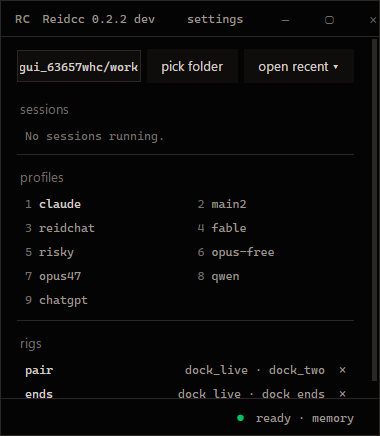 RC Reidcc 0.2.2 dev settings — ▢ ×
gui_63657whc/work pick folder open recent ▾
sessions
No sessions running.
profiles
1 claude 2 main2
3 reidchat 4 fable
5 risky 6 opus-free
7 opus47 8 qwen
9 chatgpt
rigs
pair dock_live · dock_two ×
ends dock_live · dock_ends ×
● ready · memory